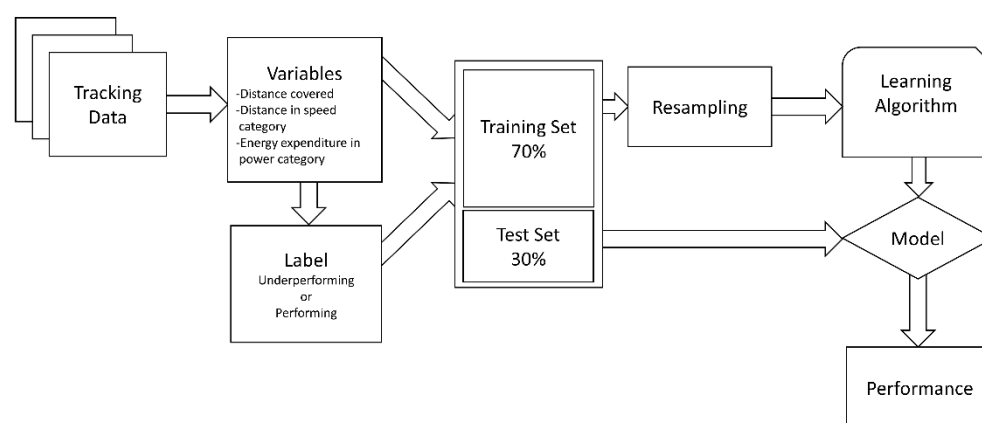 Tracking
Data
Variables
-Distance covered
-Distance in speed
category
-Energy expenditure in
power category
Label
Underperforming
or
Performing
Training Set
70%
Test Set
30%
Resampling
Learning
Algorithm
Model
Performance